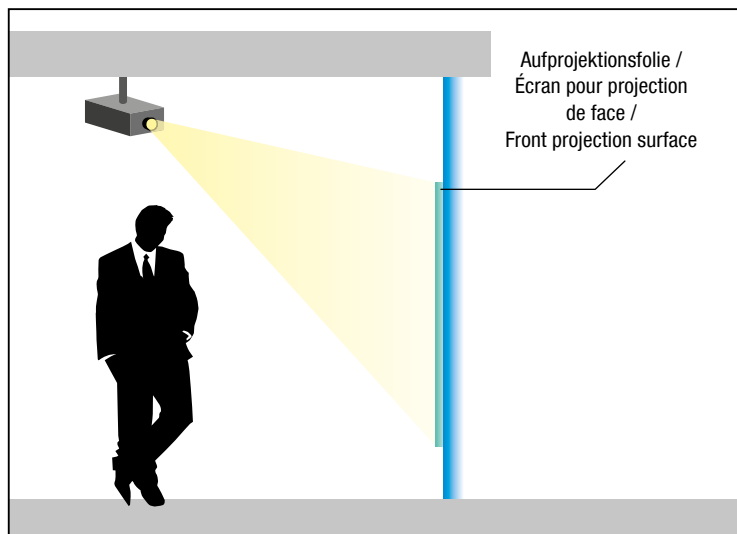 Aufprojektionsfolie /
Écran pour projection
de face /
Front projection surface